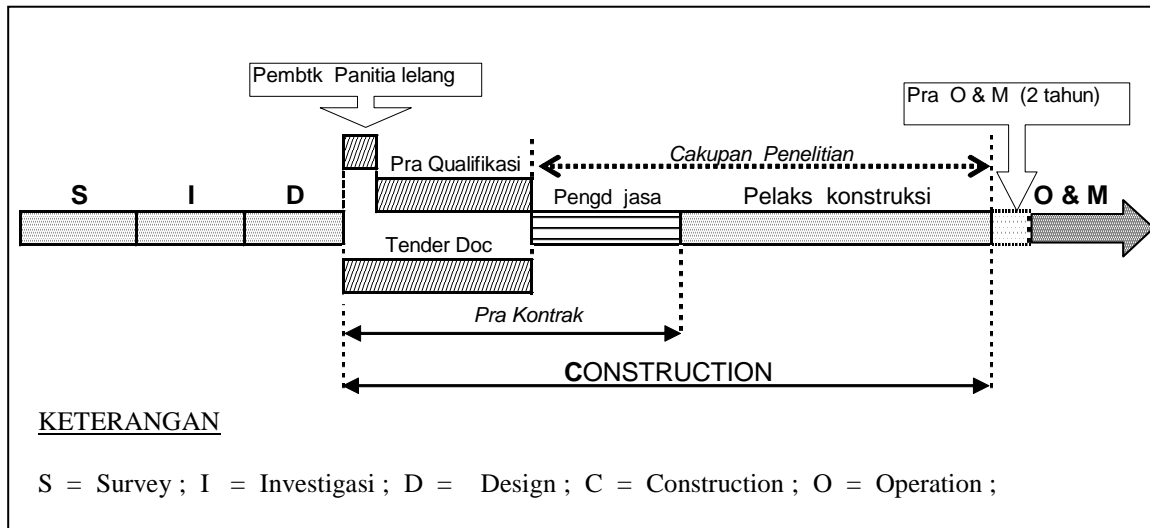 Pembtk Panitia lelang
Pra O & M (2 tahun)
Pra Qualifikasi
Cakupan Penelitian
S I D
Pengd jasa
Pelaks konstruksi
O & M
Tender Doc
Pra Kontrak
CONSTRUCTION
KETERANGAN
S = Survey ; I = Investigasi ; D = Design ; C = Construction ; O = Operation ;